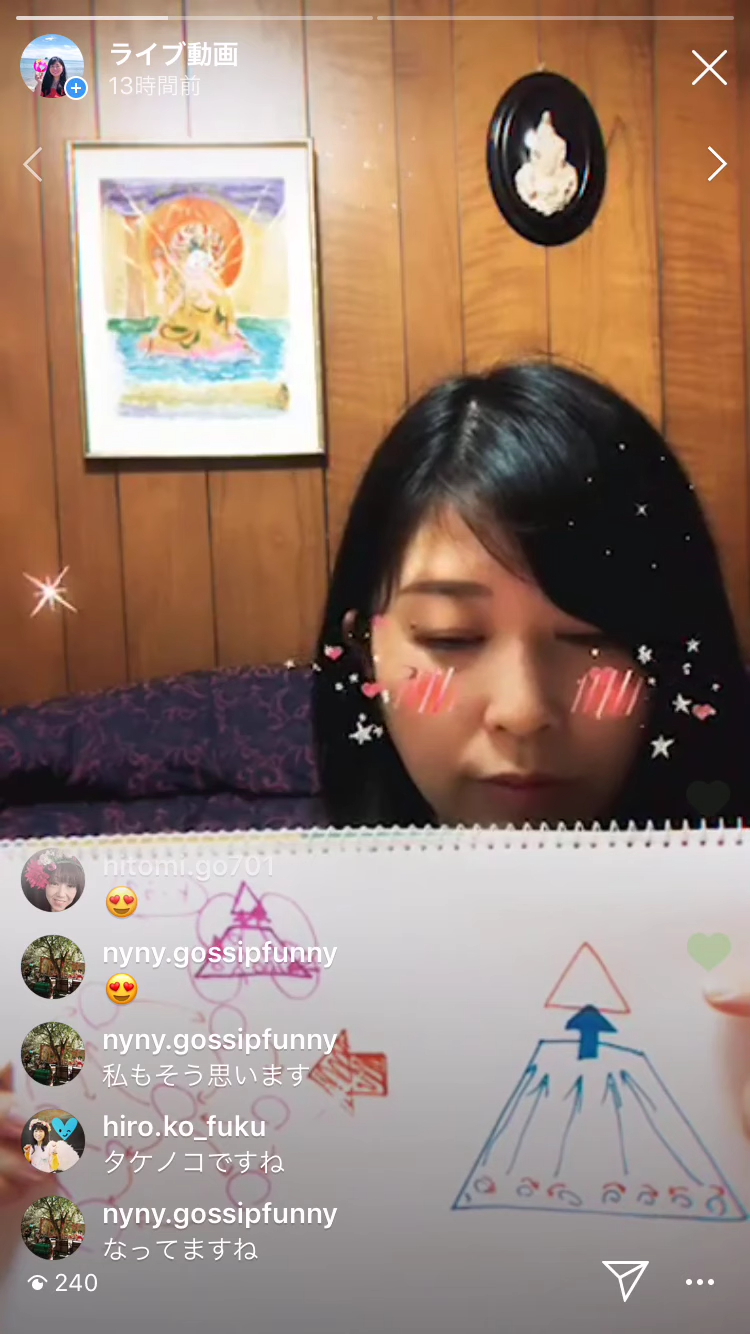 ライブ動画
13時間前
hitomi.go701
😍
nyny.gossipfunny
😍
nyny.gossipfunny
私もそう思います
hiro.ko_fuku
タケノコですね
nyny.gossipfunny
なってますね
240